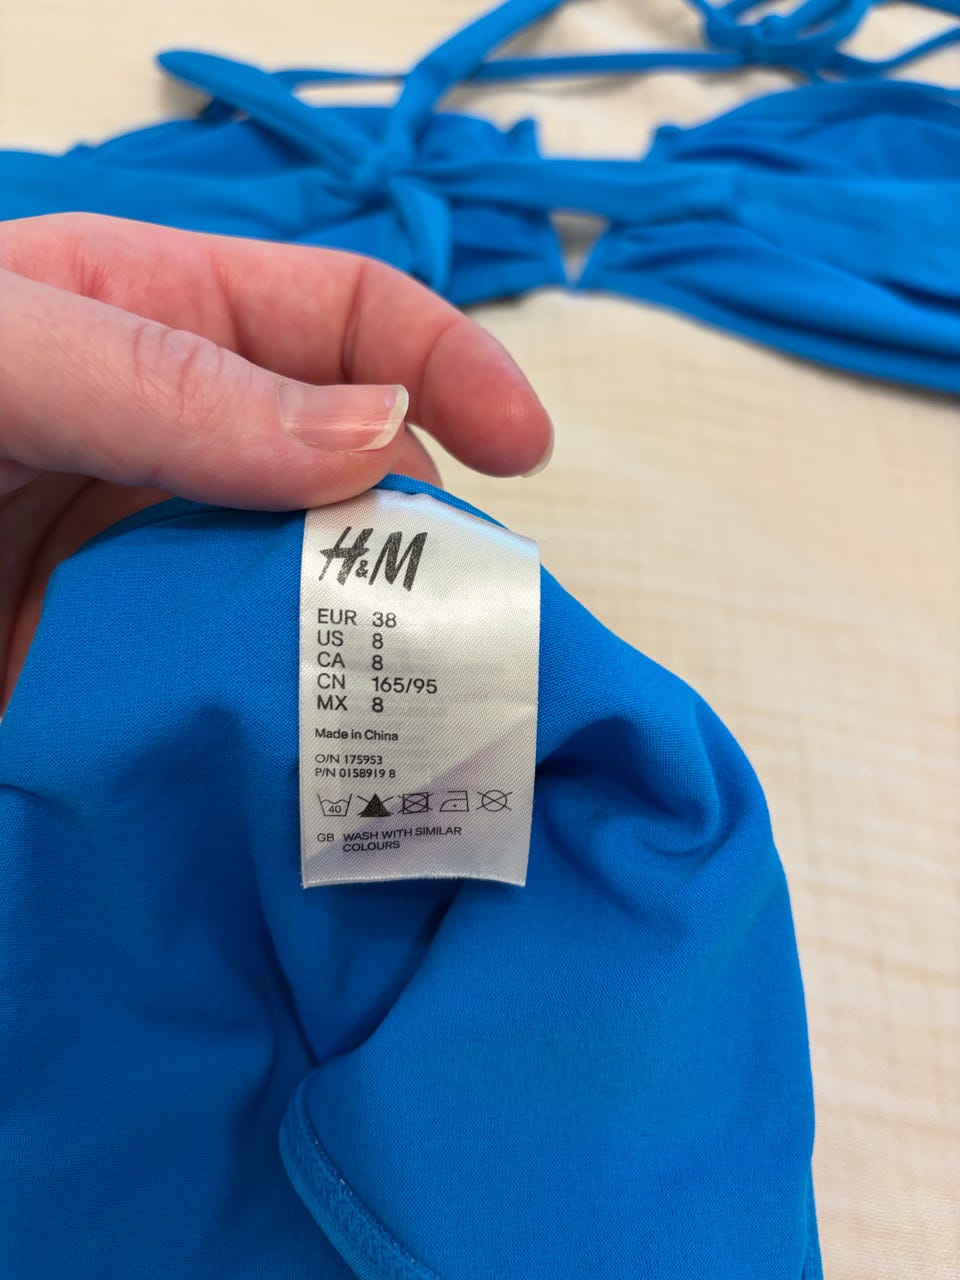 H&M
EUR 38
US 8
CA 8
CN 165/95
MX 8
Made in China
O/N 175953
P/N 0158919 8
40
GB WASH WITH SIMILAR
COLOURS